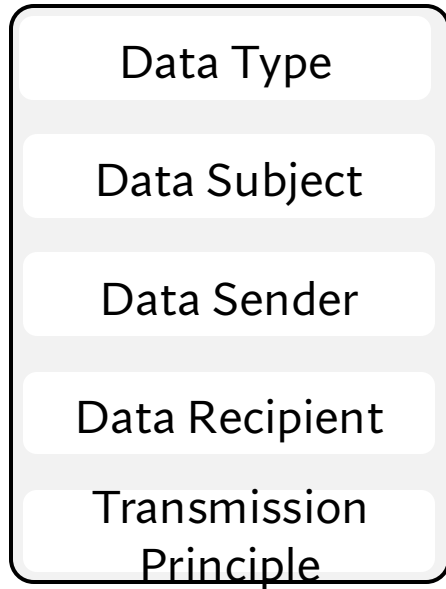 Data Type
Data Subject
Data Sender
Data Recipient
Transmission
Principle